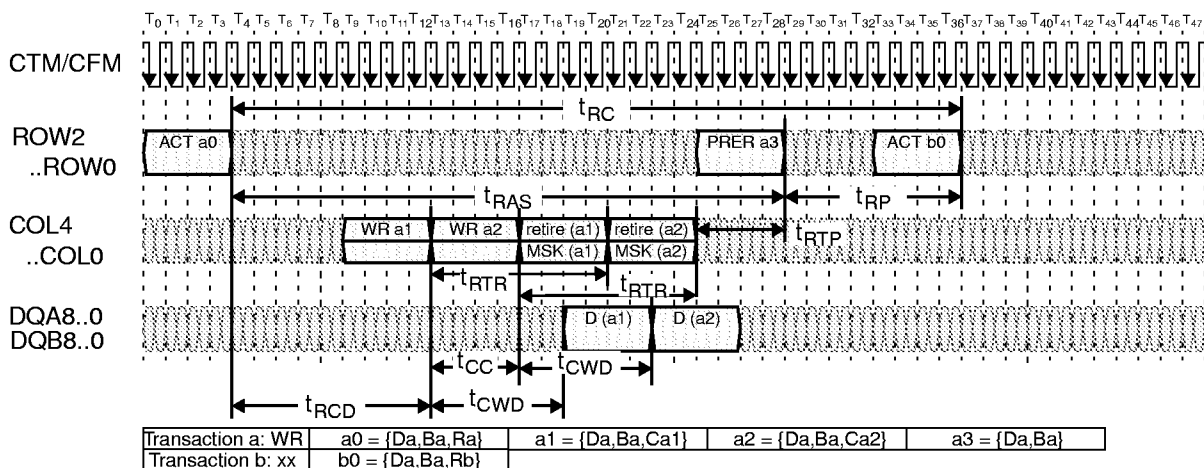 T0 T1 T2 T3 T4 T5 T6 T7 T8 T9 T10 T11 T12 T13 T14 T15 T16 T17 T18 T19 T20 T21 T22 T23 T24 T25 T26 T27 T28 T29 T30 T31 T32 T33 T34 T35 T36 T37 T38 T39 T40 T41 T42 T43 T44 T45 T46 T47
CTM/CFM
tRC
ROW2
..ROW0
ACT a0
PRER a3
ACT b0
tRAS
tRP
COL4
..COL0
WR a1
WR a2
retire (a1)
retire (a2)
MSK (a1)
MSK (a2)
tRTP
tRTR
tRTR
DQA8..0
DQB8..0
D (a1)
D (a2)
tCC
tCWD
tRCD
tCWD
Transaction a: WR a0 = {Da,Ba,Ra} a1 = {Da,Ba,Ca1} a2 = {Da,Ba,Ca2} a3 = {Da,Ba}
Transaction b: xx b0 = {Da,Ba,Rb}